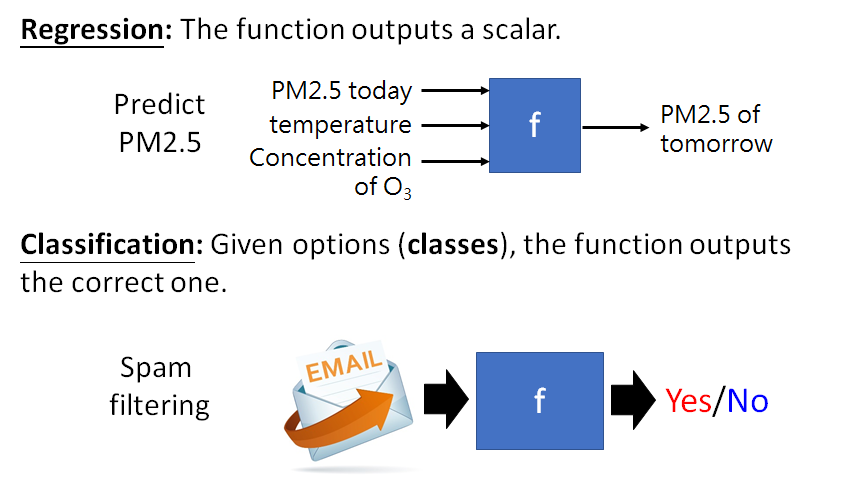 Regression: The function outputs a scalar.
Predict
PM2.5
PM2.5 today
temperature
Concentration
of O₃
f
PM2.5 of
tomorrow
Classification: Given options (classes), the function outputs
the correct one.
Spam
filtering
EMAIL
f
Yes/No